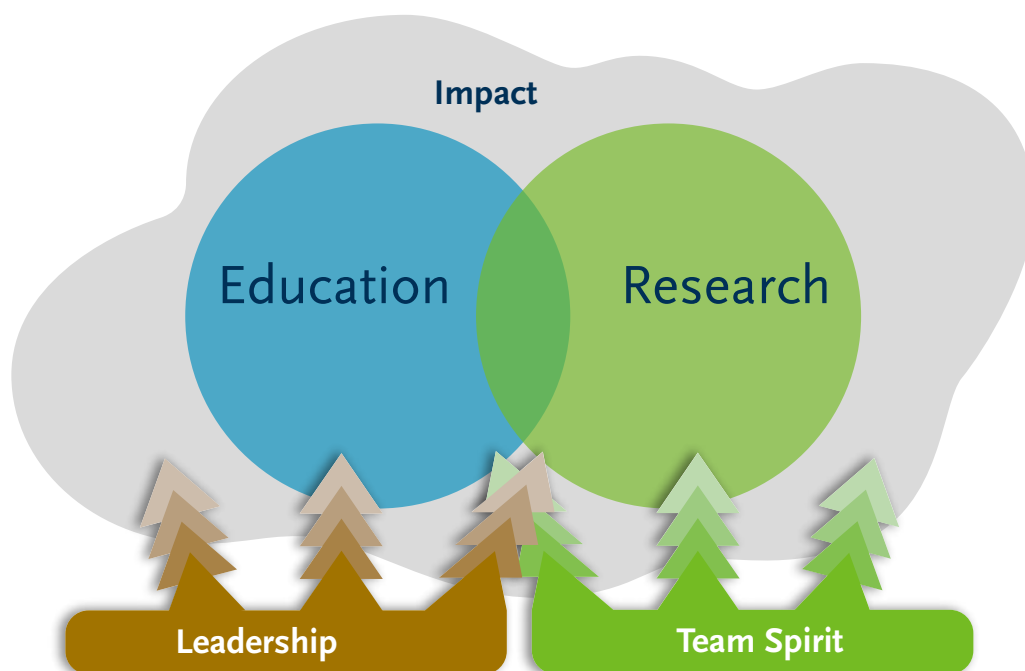 Impact
Education
Research
Leadership
Team Spirit